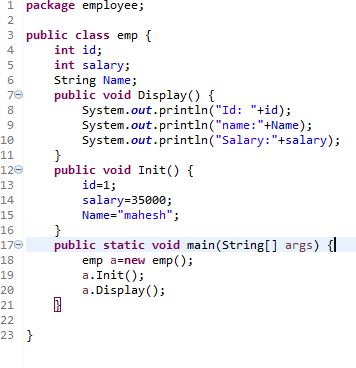 1 package employee;
2
3 public class emp {
4     int id;
5     int salary;
6     String Name;
7     public void Display() {
8         System.out.println("Id: "+id);
9         System.out.println("name:"+Name);
10         System.out.println("Salary:"+salary);
11     }
12     public void Init() {
13         id=1;
14         salary=35000;
15         Name="mahesh";
16     }
17     public static void main(String[] args) {
18         emp a=new emp();
19         a.Init();
20         a.Display();
21     }
22
23 }